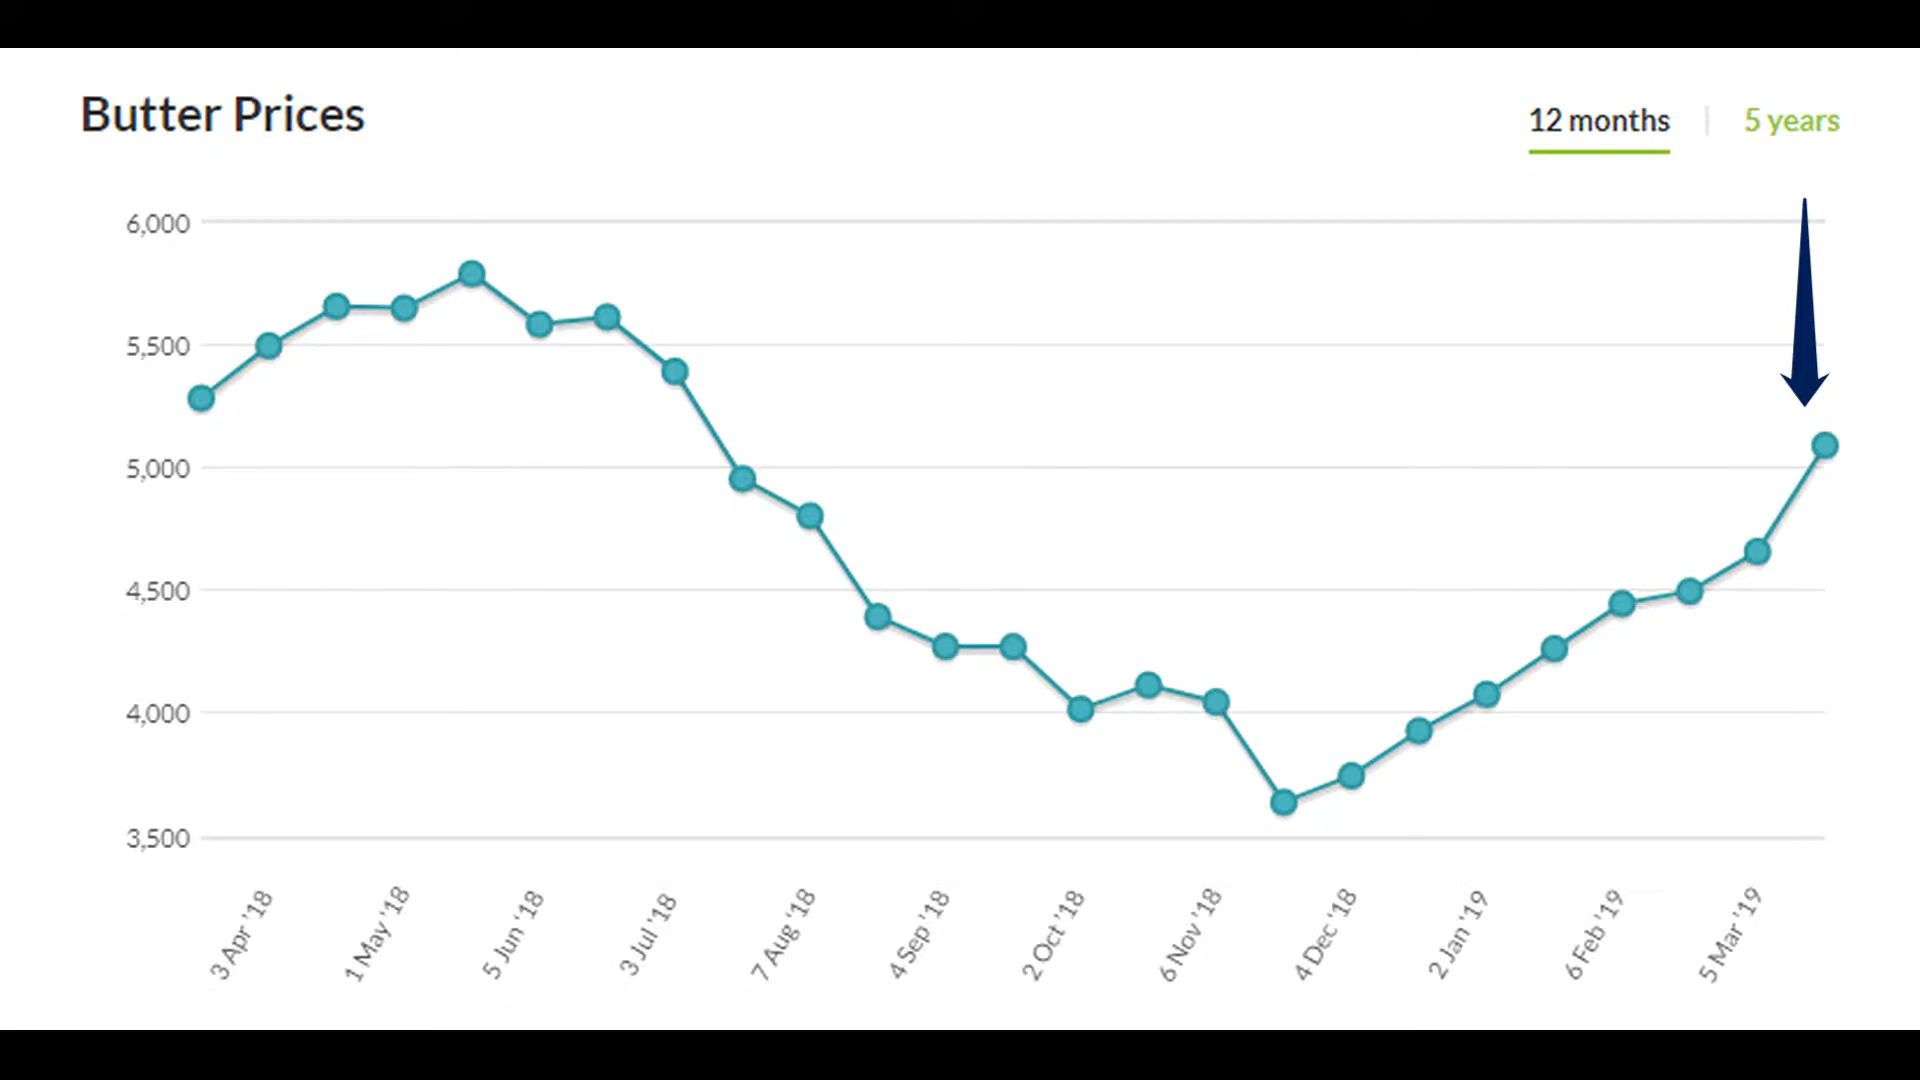 Butter Prices
12 months | 5 years
6,000
5,500
5,000
4,500
4,000
3,500
3 Apr '18
1 May '18
5 Jun '18
3 Jul '18
7 Aug '18
4 Sep '18
2 Oct '18
6 Nov '18
4 Dec '18
2 Jan '19
6 Feb '19
5 Mar '19